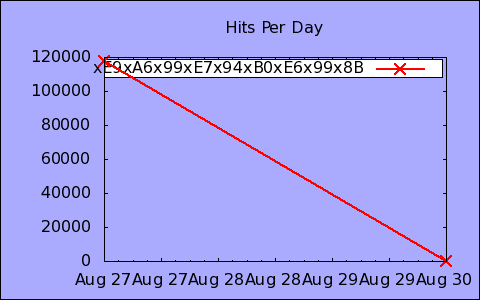 Hits Per Day
120000
xE9xA6x99xE7x94xB0xE6x99x8B
100000
80000
60000
40000
20000
0
Aug 27 Aug 27 Aug 28 Aug 28 Aug 29 Aug 29 Aug 30